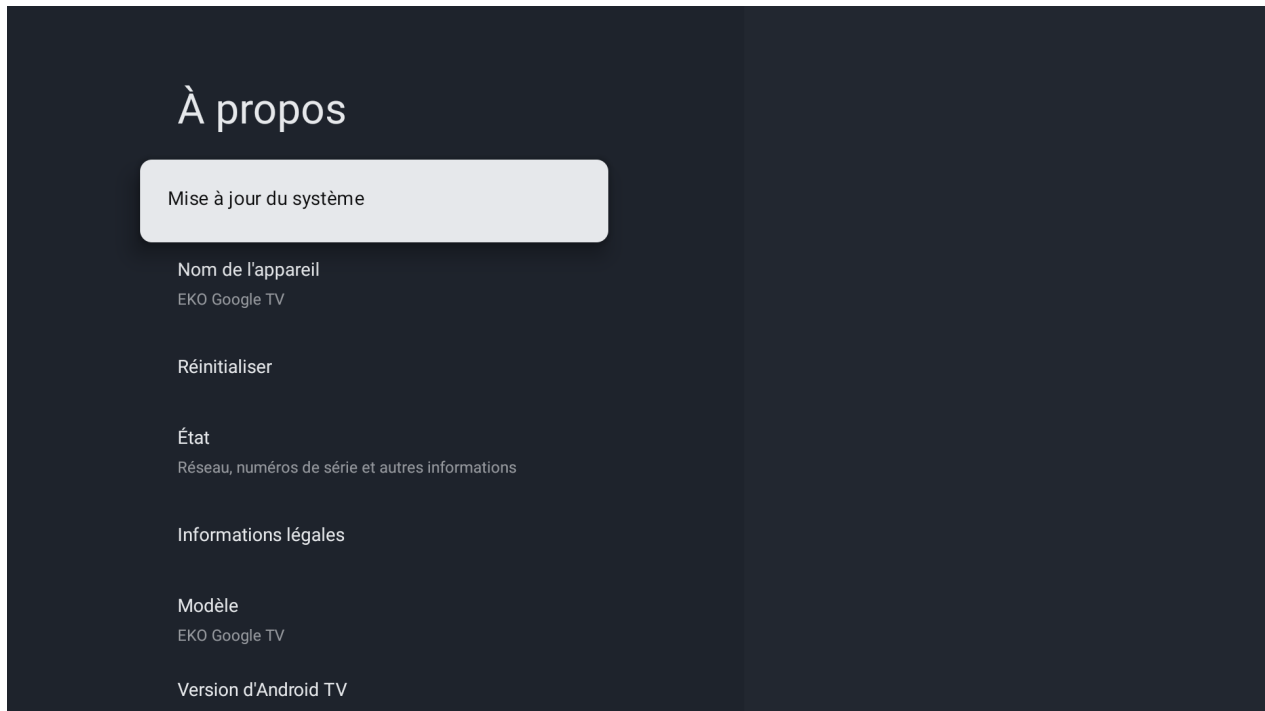 À propos
Mise à jour du système
Nom de l'appareil
EKO Google TV
Réinitialiser
État
Réseau, numéros de série et autres informations
Informations légales
Modèle
EKO Google TV
Version d'Android TV